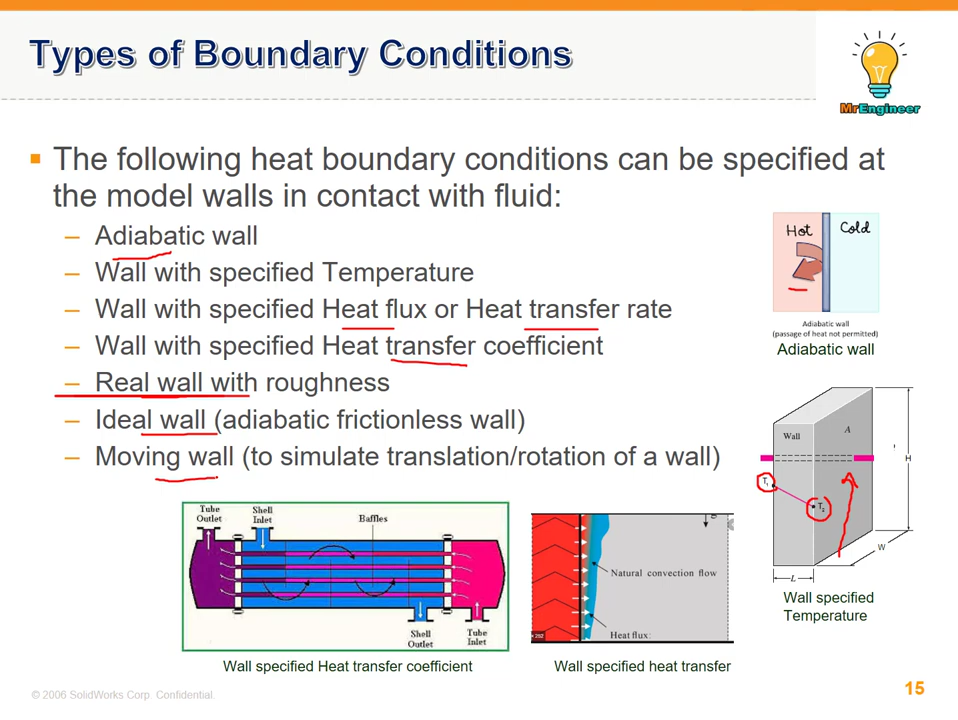 Types of Boundary Conditions
MrEngineer
The following heat boundary conditions can be specified at
the model walls in contact with fluid:
– Adiabatic wall
– Wall with specified Temperature
– Wall with specified Heat flux or Heat transfer rate
– Wall with specified Heat transfer coefficient
– Real wall with roughness
– Ideal wall (adiabatic frictionless wall)
– Moving wall (to simulate translation/rotation of a wall)
Hot Cold
Adiabatic wall
(passage of heat not permitted)
Adiabatic wall
Wall A
H
T₁
T₂
W
L
Wall specified
Temperature
Tube
Outlet
Shell
Inlet
Baffles
Shell
Outlet
Tube
Inlet
Wall specified Heat transfer coefficient
Natural convection flow
Heat flux:
Wall specified heat transfer
© 2006 SolidWorks Corp. Confidential.
15